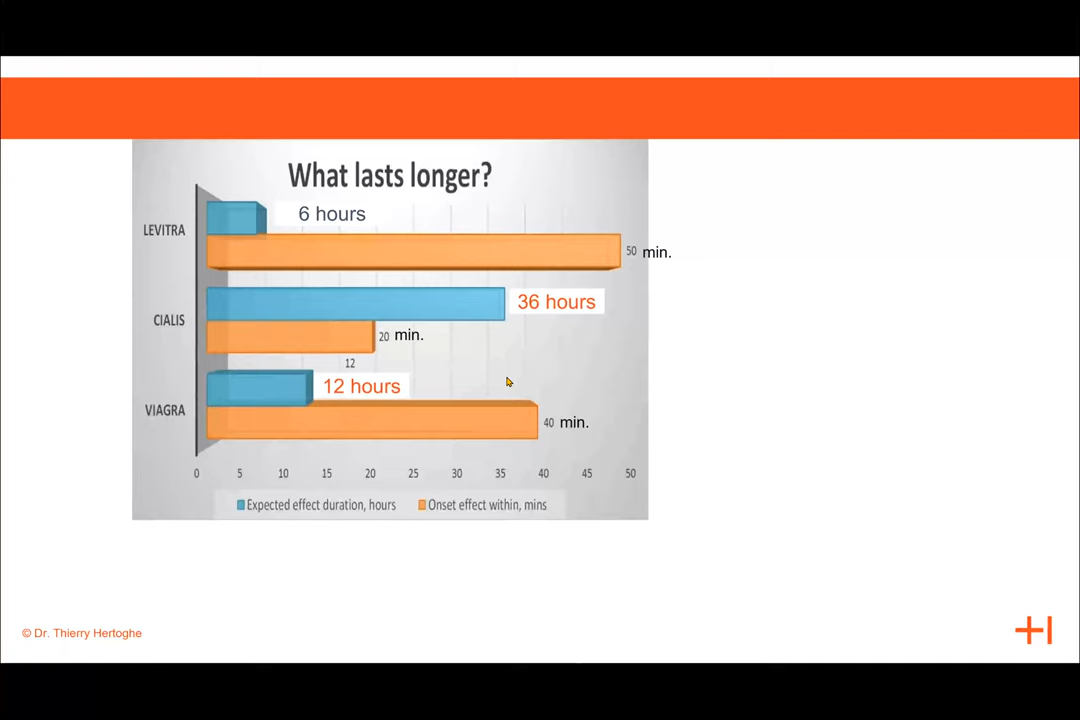 What lasts longer?
LEVITRA
6 hours
50 min.
CIALIS
36 hours
20 min.
12
VIAGRA
12 hours
40 min.
0 5 10 15 20 25 30 35 40 45 50
Expected effect duration, hours Onset effect within, mins
© Dr. Thierry Hertoghe